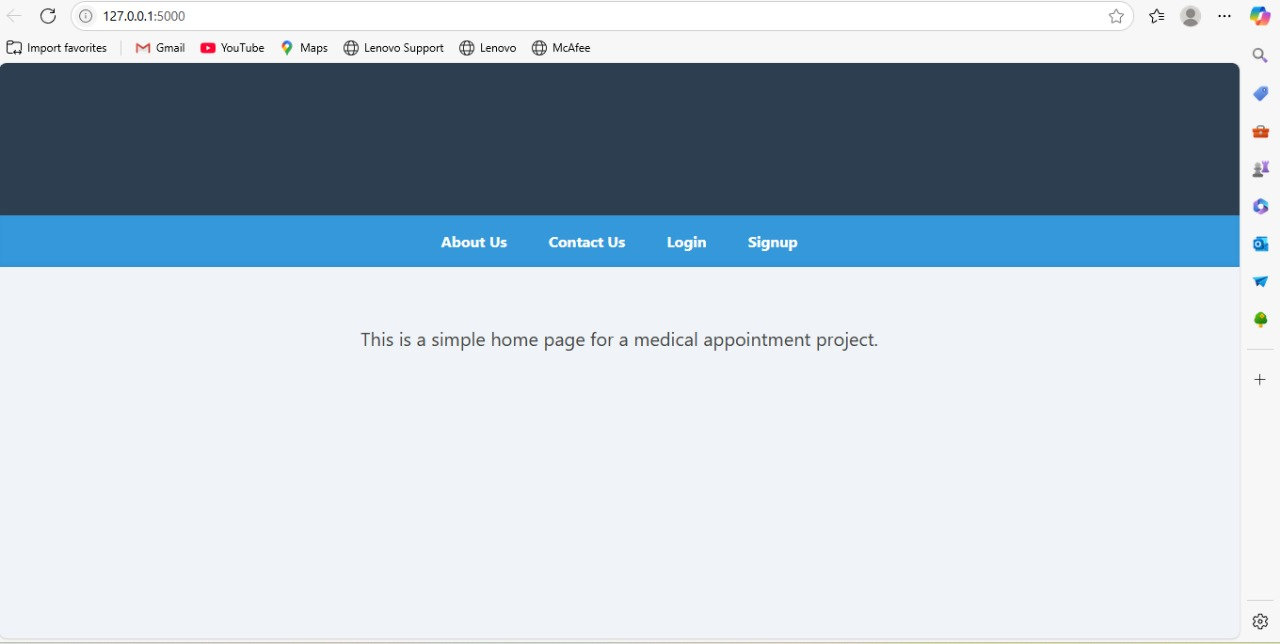 127.0.0.1:5000
Import favorites Gmail YouTube Maps Lenovo Support Lenovo McAfee
About Us Contact Us Login Signup
This is a simple home page for a medical appointment project.